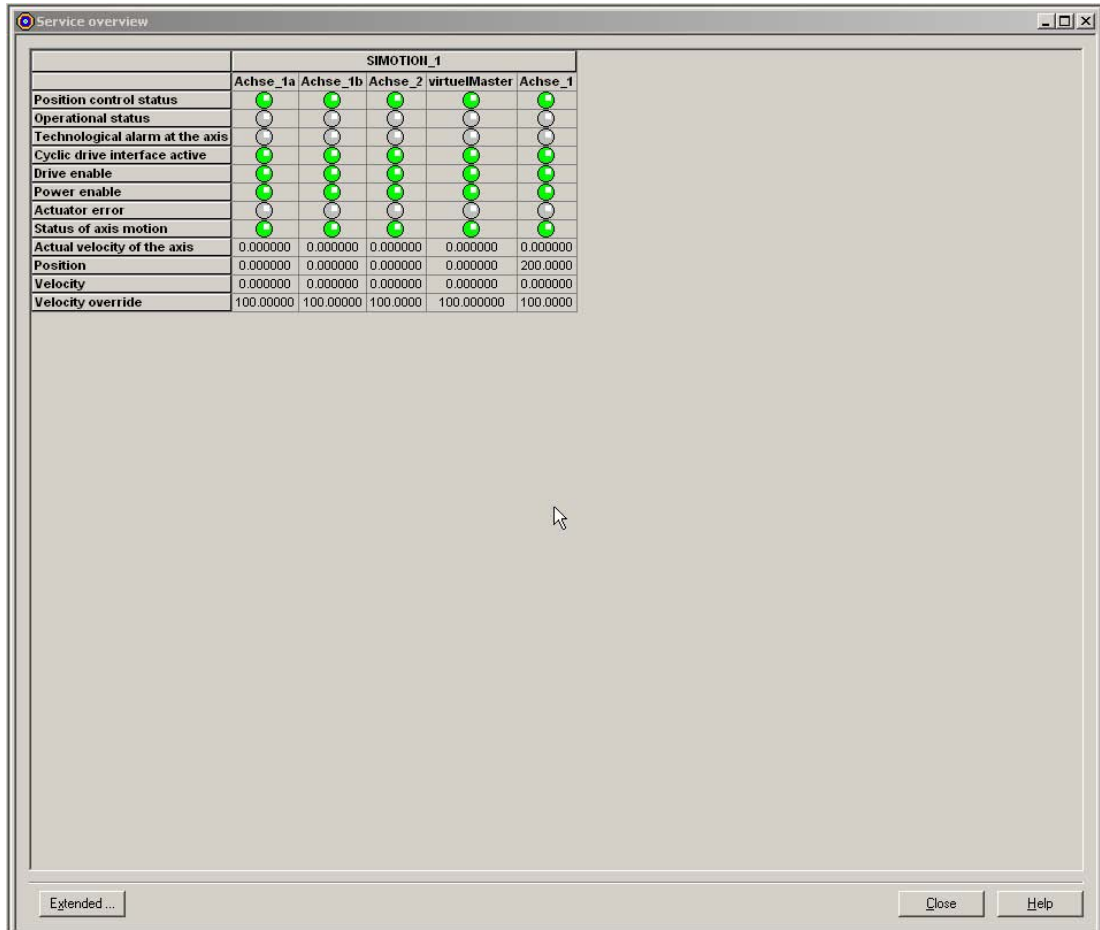 Service overview
SIMOTION_1
Achse_1a Achse_1b Achse_2 virtuelMaster Achse_1
Position control status
Operational status
Technological alarm at the axis
Cyclic drive interface active
Drive enable
Power enable
Actuator error
Status of axis motion
Actual velocity of the axis 0.000000 0.000000 0.000000 0.000000 0.000000
Position 0.000000 0.000000 0.000000 0.000000 200.0000
Velocity 0.000000 0.000000 0.000000 0.000000 0.000000
Velocity override 100.00000 100.00000 100.0000 100.000000 100.0000
Extended ... Close Help